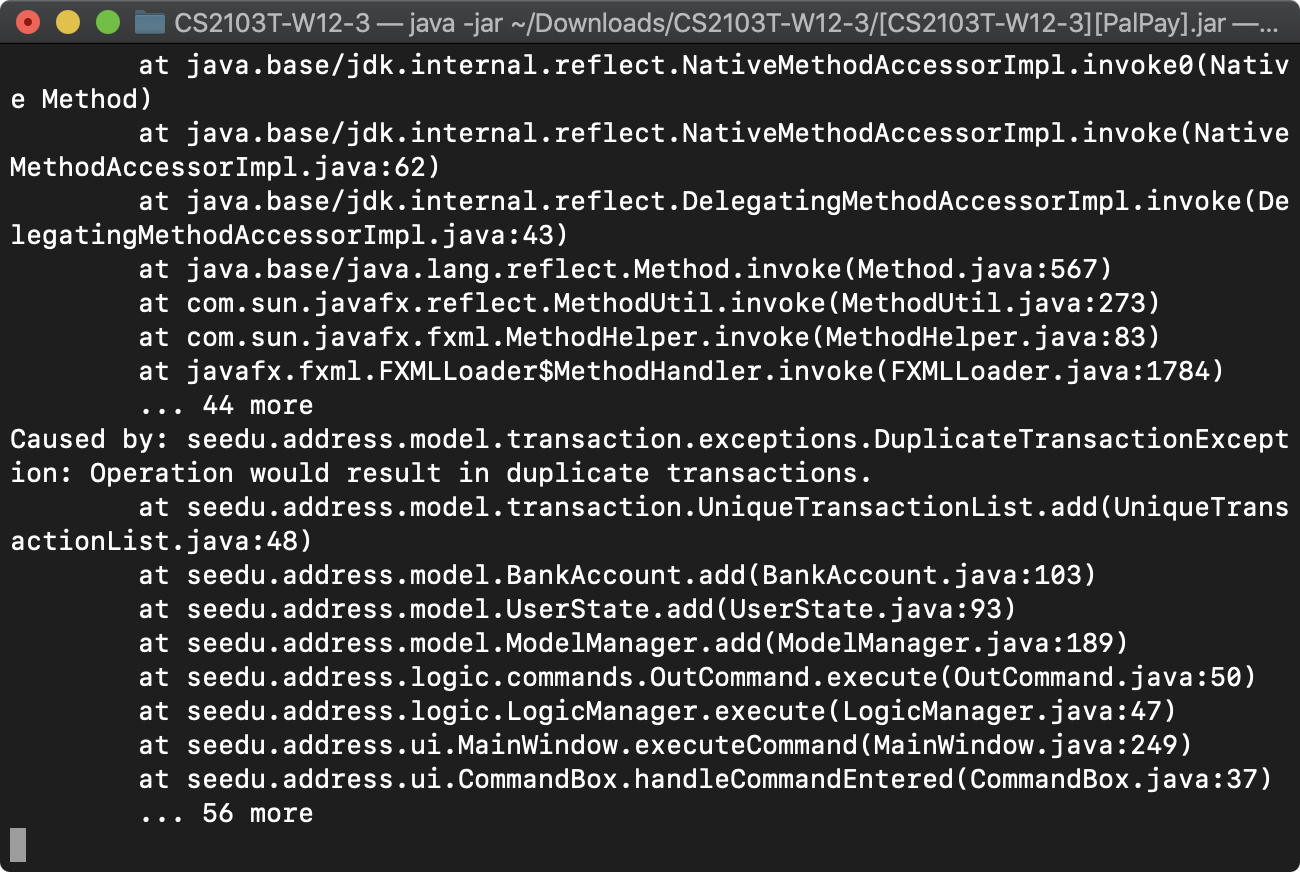 CS2103T-W12-3 — java -jar ~/Downloads/CS2103T-W12-3/[CS2103T-W12-3][PalPay].jar —...
at java.base/jdk.internal.reflect.NativeMethodAccessorImpl.invoke0(Nativ
e Method)
at java.base/jdk.internal.reflect.NativeMethodAccessorImpl.invoke(Native
MethodAccessorImpl.java:62)
at java.base/jdk.internal.reflect.DelegatingMethodAccessorImpl.invoke(De
legatingMethodAccessorImpl.java:43)
at java.base/java.lang.reflect.Method.invoke(Method.java:567)
at com.sun.javafx.reflect.MethodUtil.invoke(MethodUtil.java:273)
at com.sun.javafx.fxml.MethodHelper.invoke(MethodHelper.java:83)
at javafx.fxml.FXMLLoader$MethodHandler.invoke(FXMLLoader.java:1784)
... 44 more
Caused by: seedu.address.model.transaction.exceptions.DuplicateTransactionExcept
ion: Operation would result in duplicate transactions.
at seedu.address.model.transaction.UniqueTransactionList.add(UniqueTrans
actionList.java:48)
at seedu.address.model.BankAccount.add(BankAccount.java:103)
at seedu.address.model.UserState.add(UserState.java:93)
at seedu.address.model.ModelManager.add(ModelManager.java:189)
at seedu.address.logic.commands.OutCommand.execute(OutCommand.java:50)
at seedu.address.logic.LogicManager.execute(LogicManager.java:47)
at seedu.address.ui.MainWindow.executeCommand(MainWindow.java:249)
at seedu.address.ui.CommandBox.handleCommandEntered(CommandBox.java:37)
... 56 more